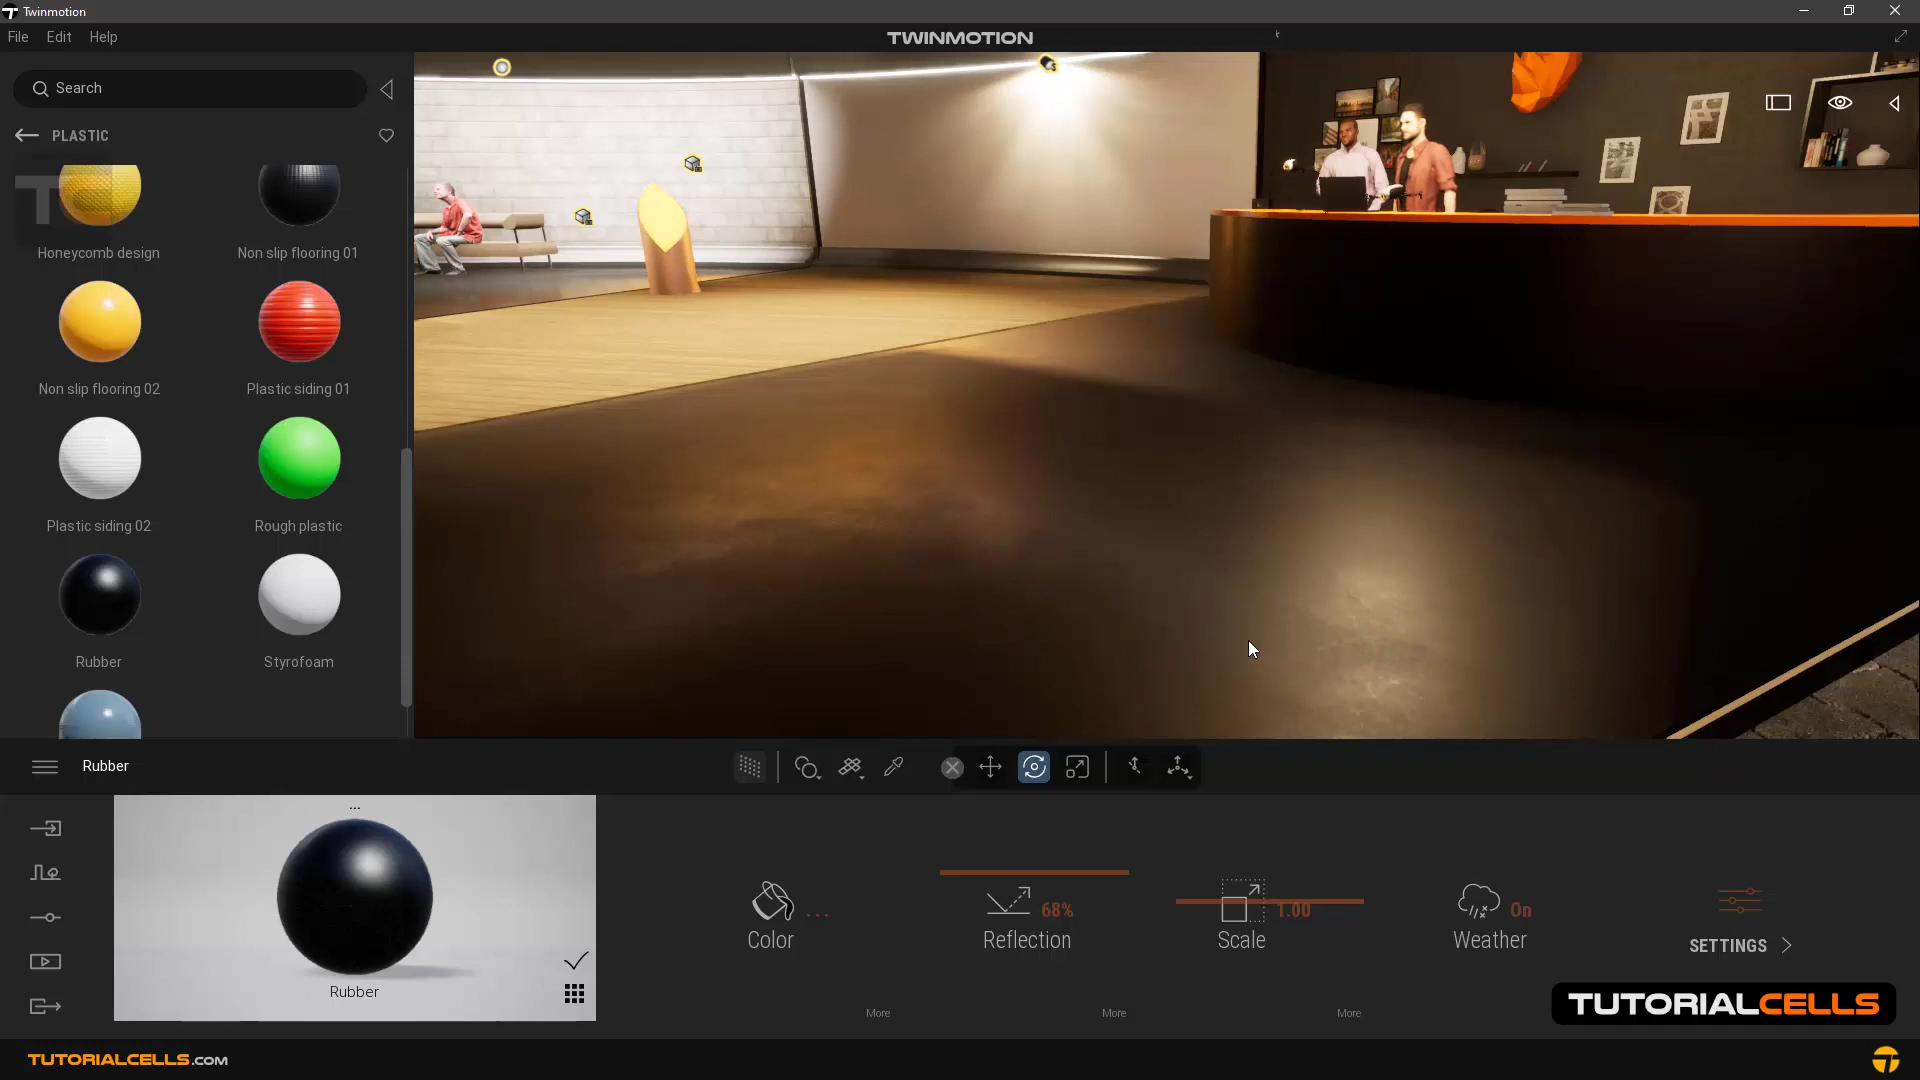 Twinmotion
File Edit Help
TWINMOTION
Search
PLASTIC
Honeycomb design
Non slip flooring 01
Non slip flooring 02
Plastic siding 01
Plastic siding 02
Rough plastic
Rubber
Styrofoam
Rubber
...
Rubber
Color ...
Reflection 68%
Scale 1.00
Weather On
SETTINGS
More
More
More
TUTORIALCELLS
TUTORIALCELLS.COM